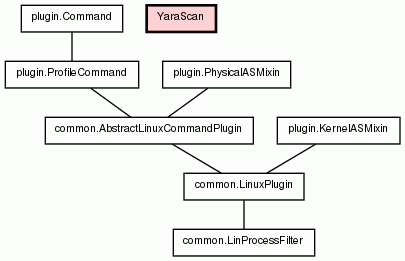 plugin.Command
YaraScan
plugin.ProfileCommand
plugin.PhysicalASMixin
common.AbstractLinuxCommandPlugin
plugin.KernelASMixin
common.LinuxPlugin
common.LinProcessFilter